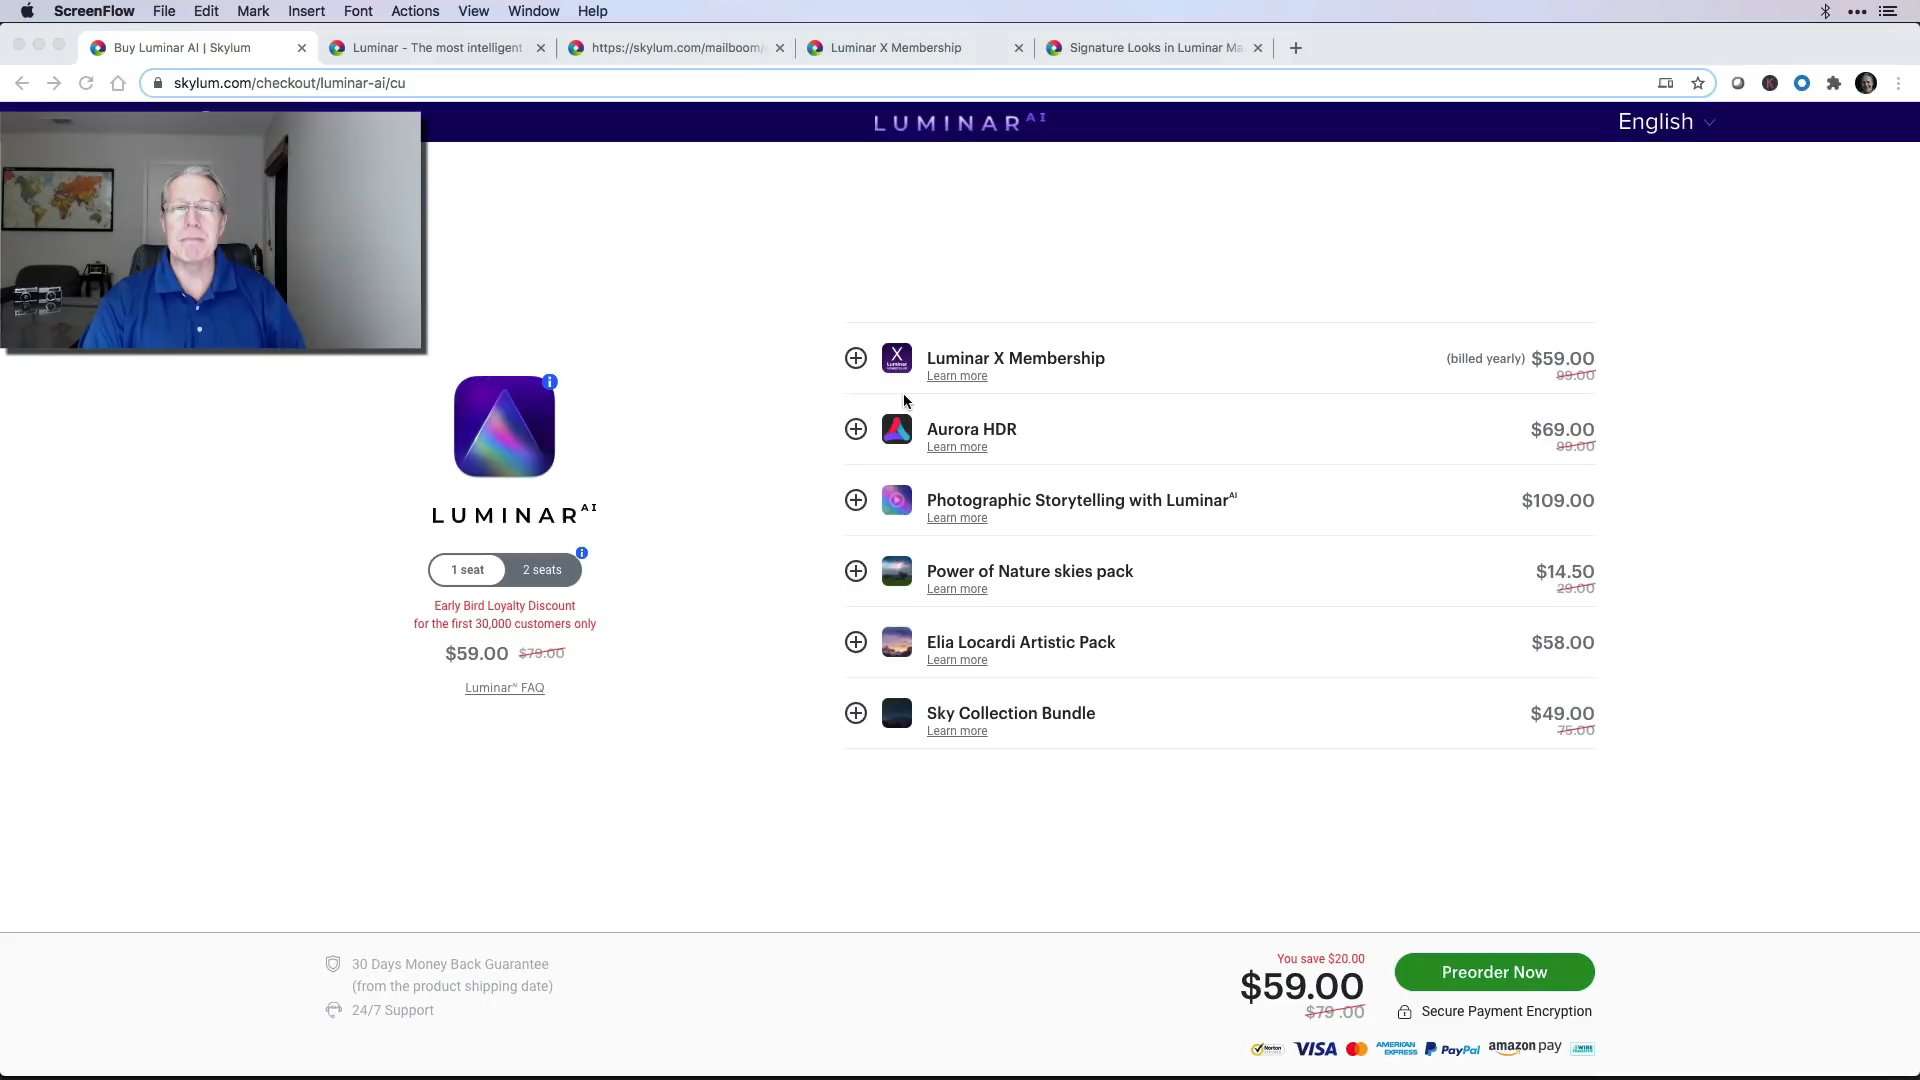 ScreenFlow File Edit Mark Insert Font Actions View Window Help
Buy Luminar AI | Skylum
Luminar - The most intelligent
https://skylum.com/mailboom/
Luminar X Membership
Signature Looks in Luminar Ma
skylum.com/checkout/luminar-ai/cu
K
LUMINAR AI
English
X
Luminar X Membership
(billed yearly) $59.00
Learn more
99.00
Aurora HDR
$69.00
Learn more
99.00
Photographic Storytelling with Luminar AI
$109.00
Learn more
Power of Nature skies pack
$14.50
Learn more
29.00
Elia Locardi Artistic Pack
$58.00
Learn more
Sky Collection Bundle
$49.00
Learn more
75.00
i
LUMINAR AI
i
1 seat 2 seats
Early Bird Loyalty Discount
for the first 30,000 customers only
$59.00 $79.00
Luminar AI FAQ
30 Days Money Back Guarantee
(from the product shipping date)
24/7 Support
You save $20.00
$59.00
$79.00
Preorder Now
Secure Payment Encryption
Norton VISA AMERICAN EXPRESS PayPal amazon pay WIRE